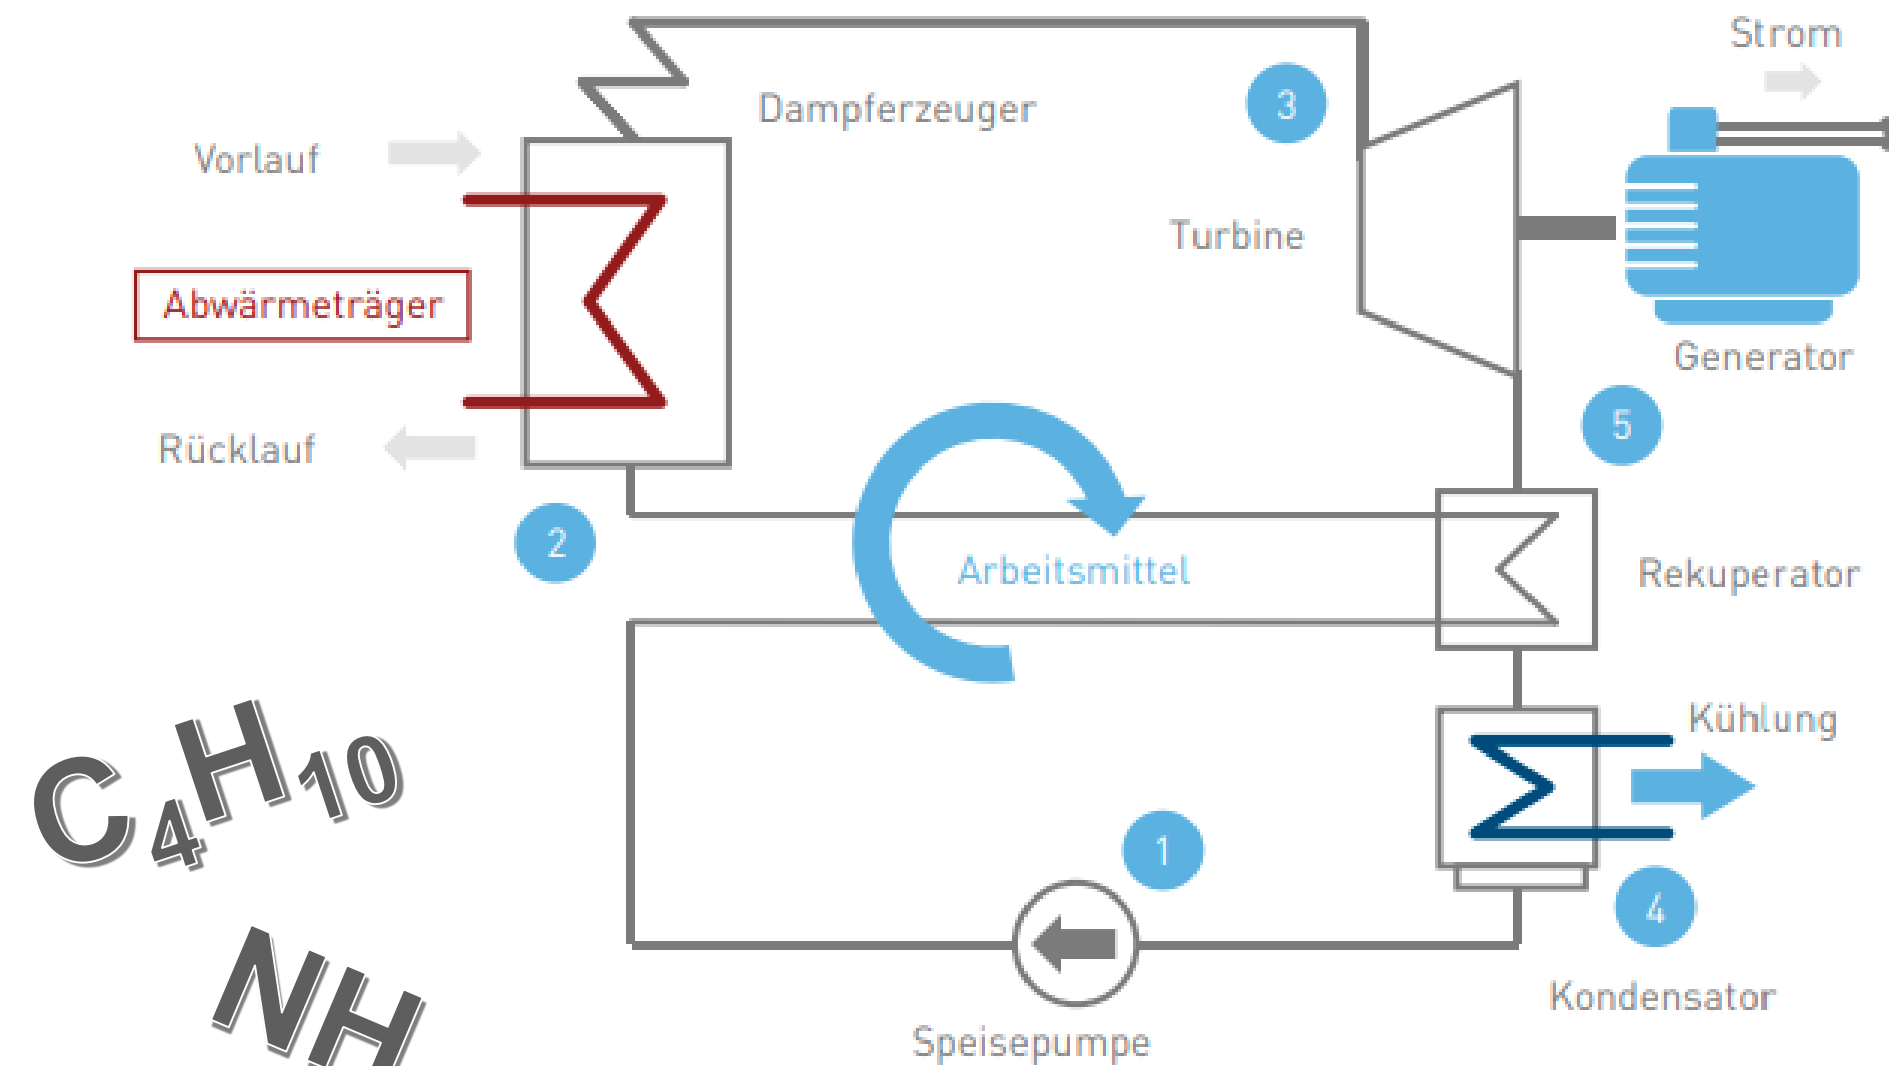 Strom
3
Dampferzeuger
Vorlauf
Turbine
Abwärmeträger
Generator
5
Rücklauf
2
Arbeitsmittel
Rekuperator
Kühlung
C4H10
1
4
NH
Kondensator
Speisepumpe